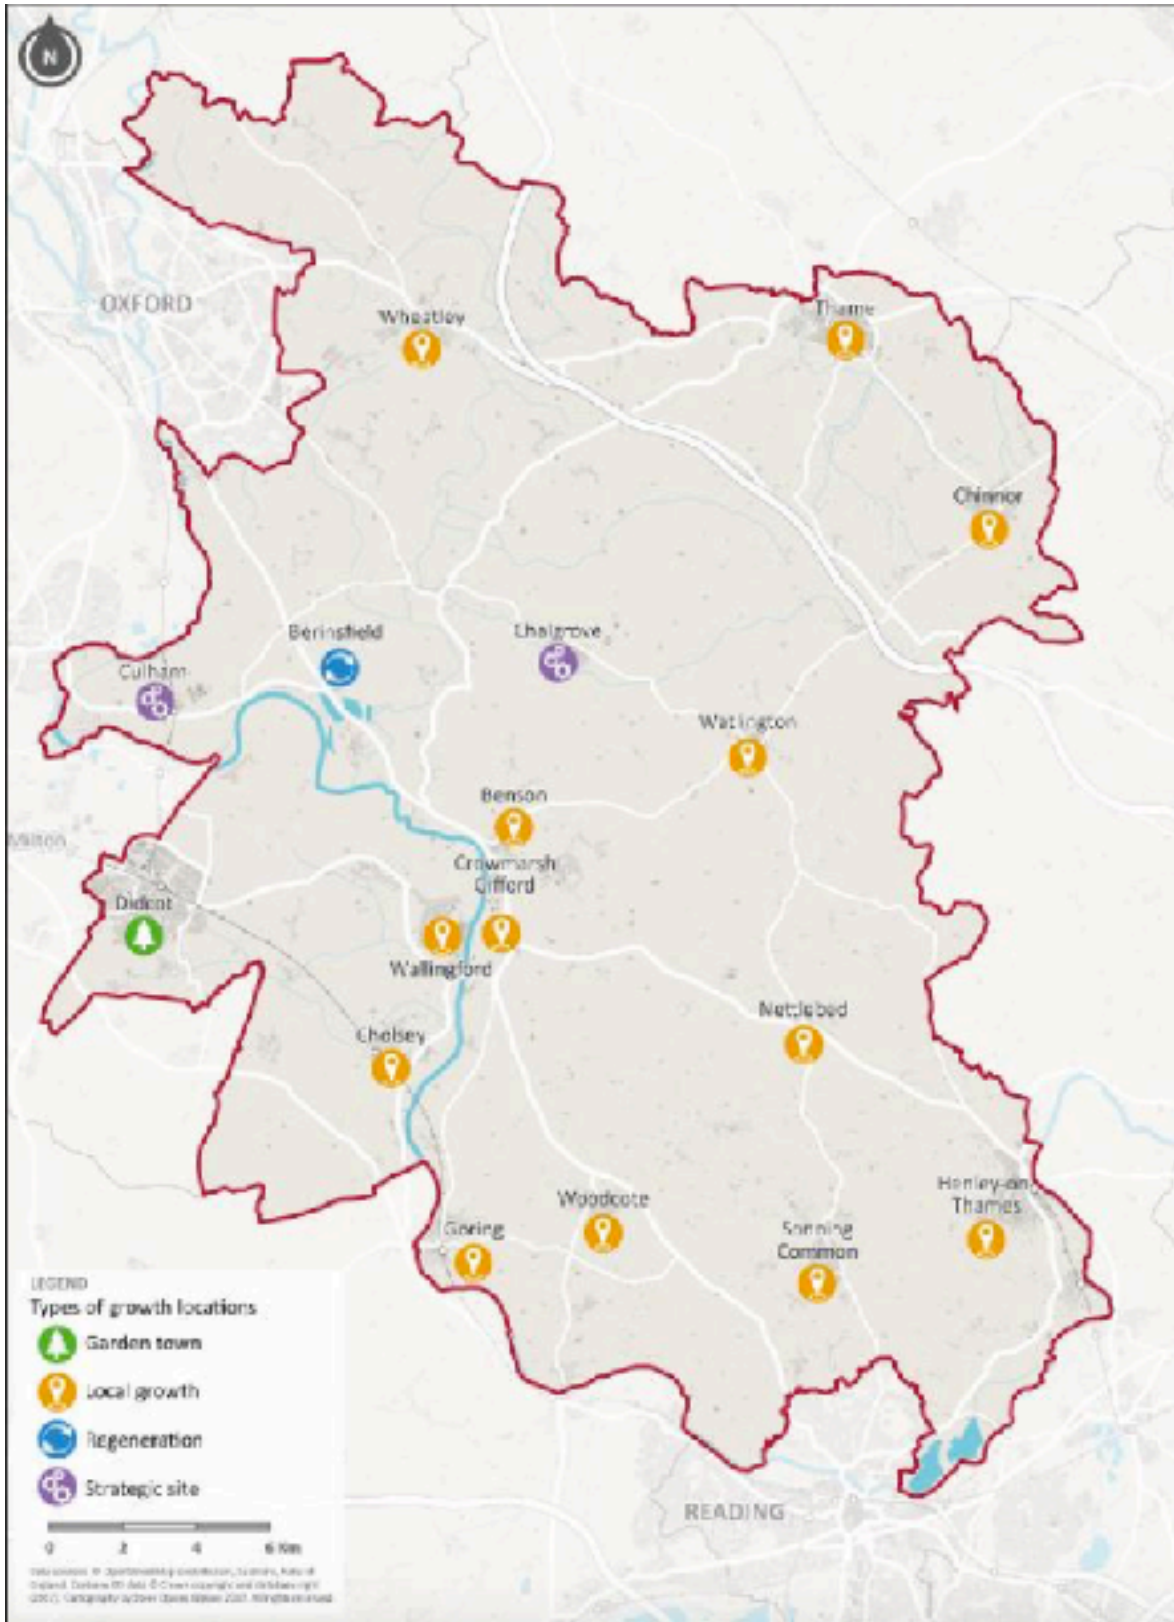 N
OXFORD
Wheatley
Thame
Chinnor
Berinsfield
Chalgrove
Culham
Watlington
Benson
Milton
Crowmarsh
Gifford
Didcot
Wallingford
Nettlebed
Cholsey
Henley-on-
Thames
Woodcote
Goring
Sonning
Common
LEGEND
Types of growth locations
Garden town
Local growth
Regeneration
Strategic site
0 2 4 6 Km
READING